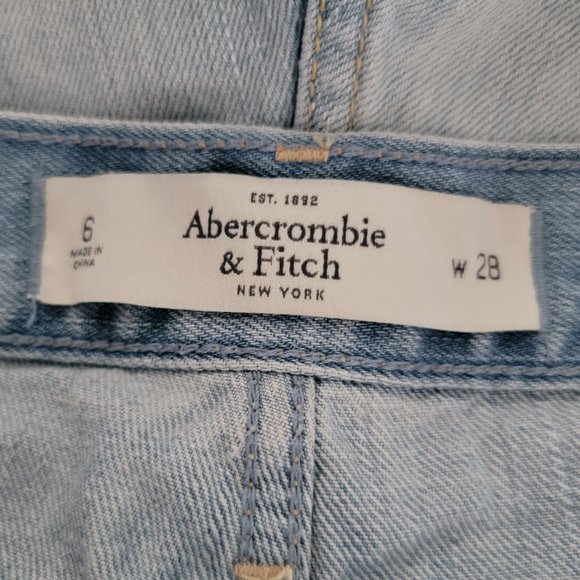 EST. 1892
6
MADE IN
CHINA
Abercrombie
& Fitch
NEW YORK
W 28